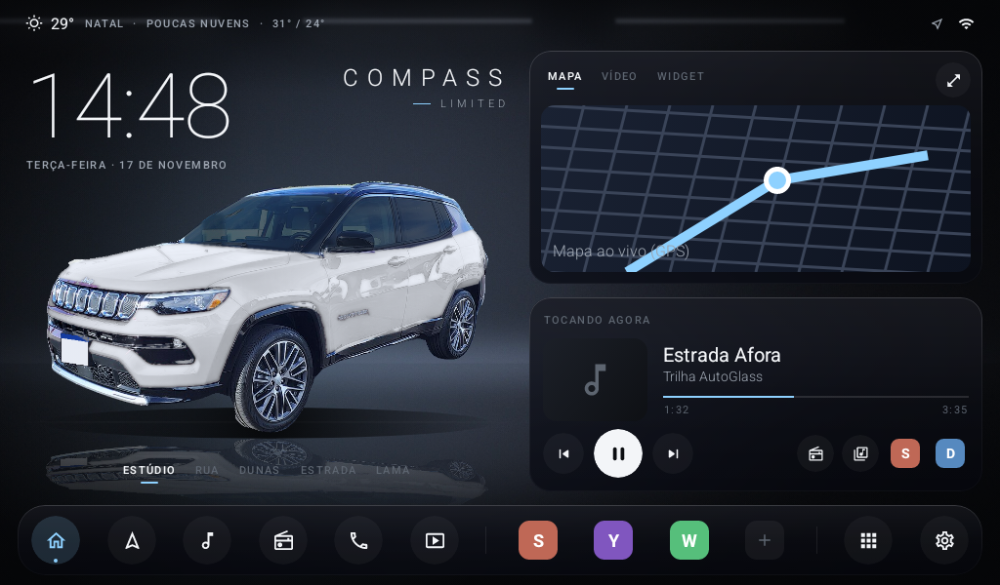 29° NATAL · POUCAS NUVENS · 31° / 24°
14:48
TERÇA-FEIRA · 17 DE NOVEMBRO
COMPASS
LIMITED
MAPA VÍDEO WIDGET
Mapa ao vivo (GPS)
TOCANDO AGORA
Estrada Afora
Trilha AutoGlass
1:32 3:35
S D
ESTÚDIO RUA DUNAS ESTRADA LAMA
S Y W +